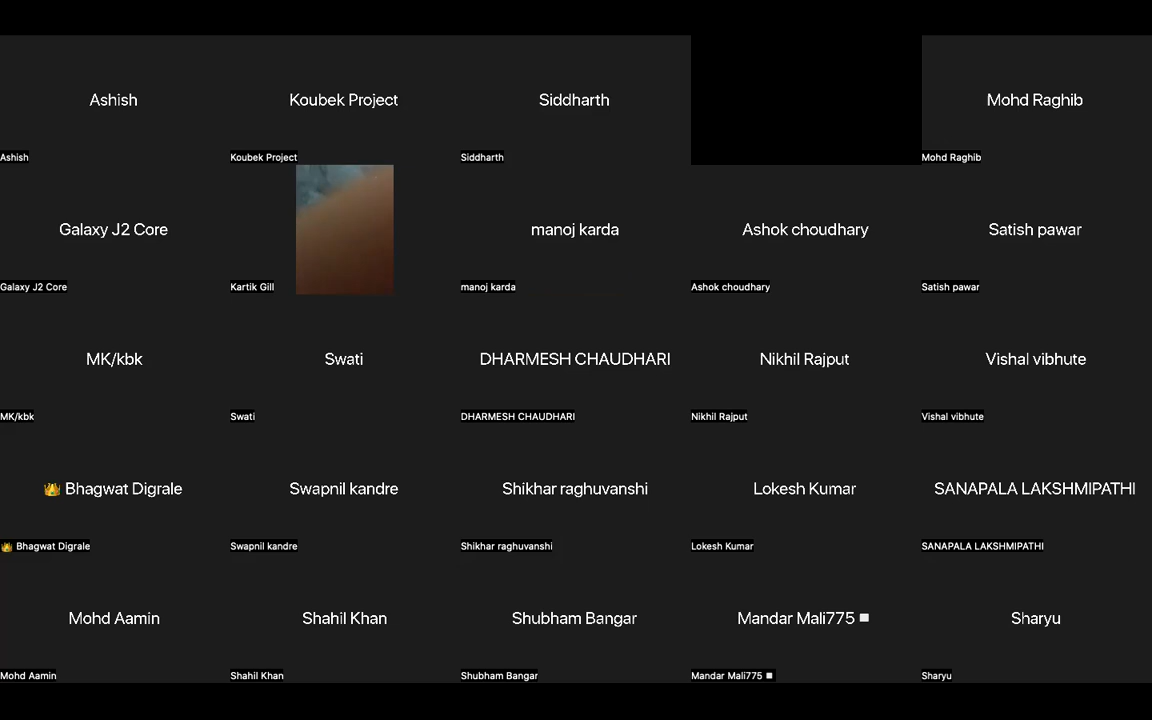 Ashish
Koubek Project
Siddharth
Mohd Raghib
Ashish
Koubek Project
Siddharth
Mohd Raghib
Galaxy J2 Core
manoj karda
Ashok choudhary
Satish pawar
Galaxy J2 Core
Kartik Gill
manoj karda
Ashok choudhary
Satish pawar
MK/kbk
Swati
DHARMESH CHAUDHARI
Nikhil Rajput
Vishal vibhute
MK/kbk
Swati
DHARMESH CHAUDHARI
Nikhil Rajput
Vishal vibhute
👑 Bhagwat Digrale
Swapnil kandre
Shikhar raghuvanshi
Lokesh Kumar
SANAPALA LAKSHMIPATHI
👑 Bhagwat Digrale
Swapnil kandre
Shikhar raghuvanshi
Lokesh Kumar
SANAPALA LAKSHMIPATHI
Mohd Aamin
Shahil Khan
Shubham Bangar
Mandar Mali775 ◻
Sharyu
Mohd Aamin
Shahil Khan
Shubham Bangar
Mandar Mali775 ◻
Sharyu